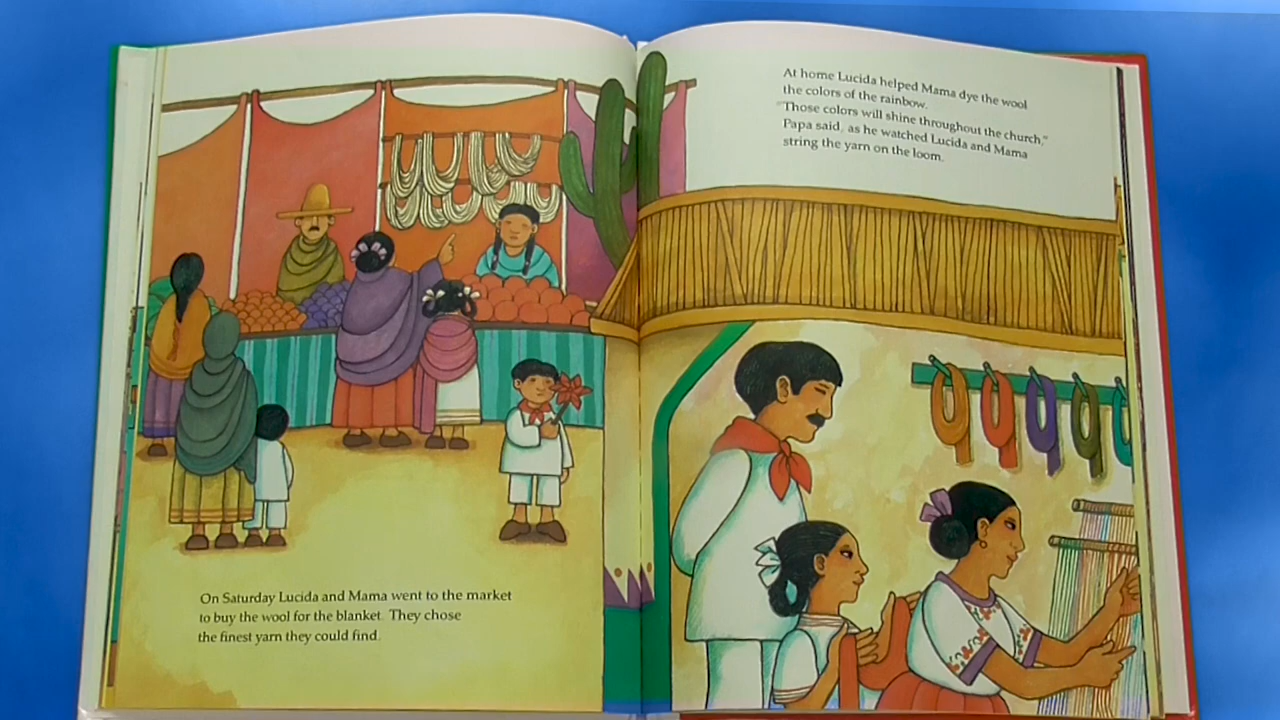 On Saturday Lucida and Mama went to the market
to buy the wool for the blanket. They chose
the finest yarn they could find.
At home Lucida helped Mama dye the wool
the colors of the rainbow.
"Those colors will shine throughout the church,"
Papa said, as he watched Lucida and Mama
string the yarn on the loom.